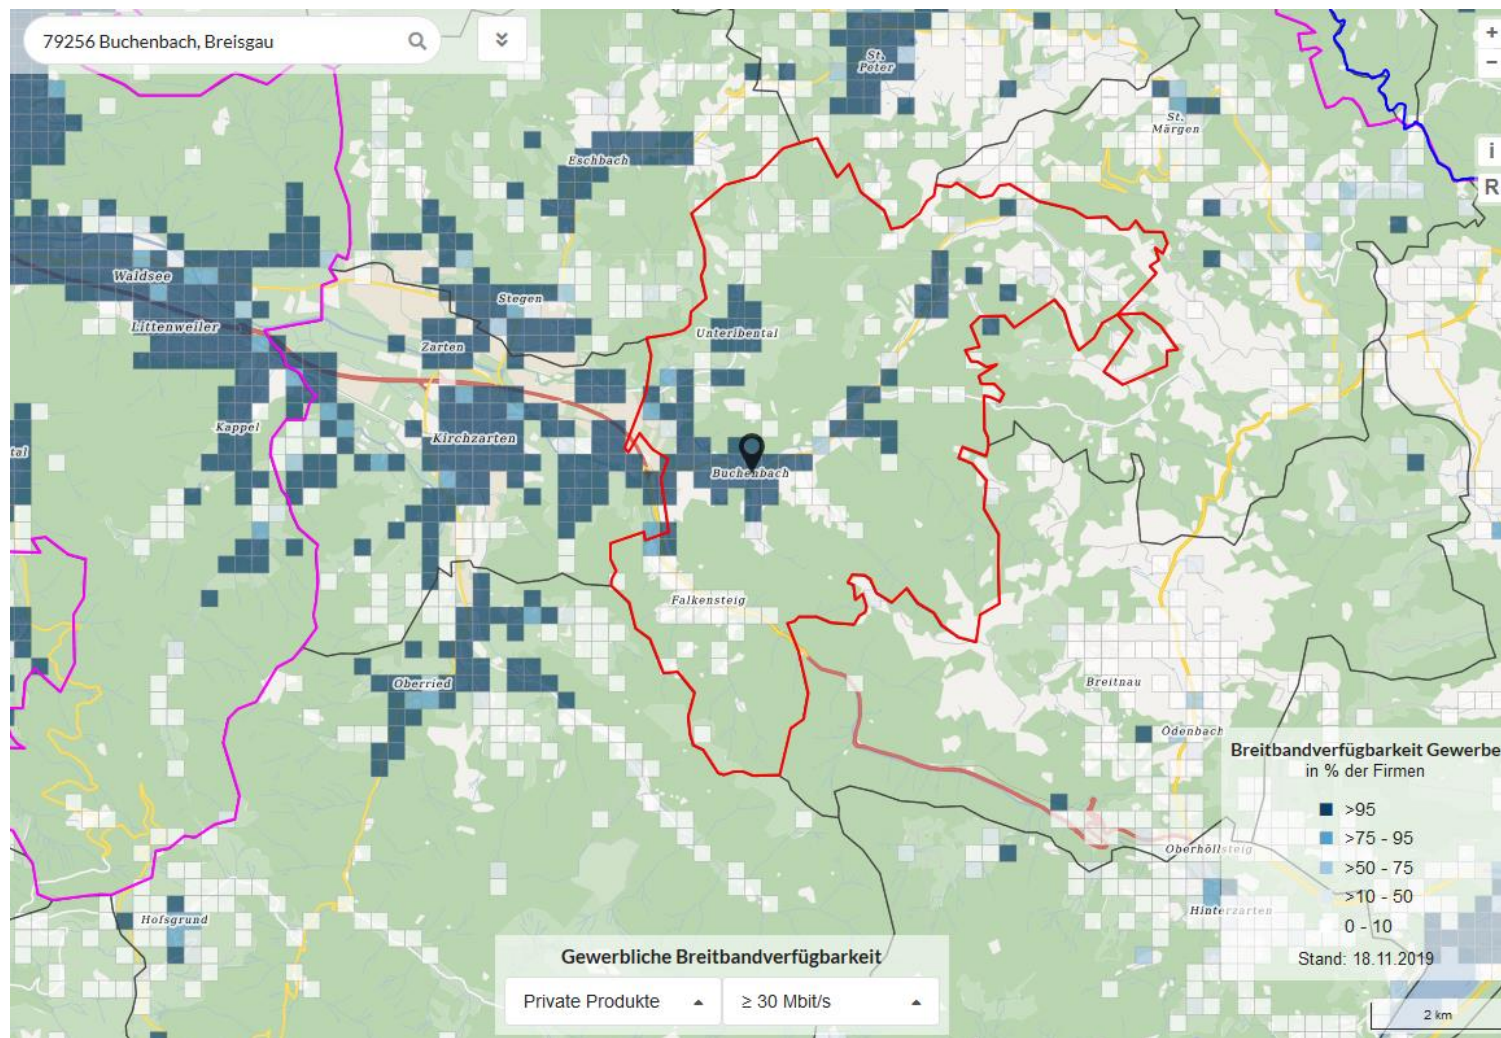 79256 Buchenbach, Breisgau
+
−
i
R
St.
Peter
St.
Märgen
Eschbach
Waldsee
Stegen
Littenweiler
Unteribental
Zarten
Kappel
Kirchzarten
tal
Buchenbach
Falkensteig
Oberried
Breitnau
Ödenbach
Oberhöllsteig
Hinterzarten
Hofsgrund
Breitbandverfügbarkeit Gewerbe
in % der Firmen
>95
>75 - 95
>50 - 75
>10 - 50
0 - 10
Stand: 18.11.2019
Gewerbliche Breitbandverfügbarkeit
Private Produkte
≥ 30 Mbit/s
2 km